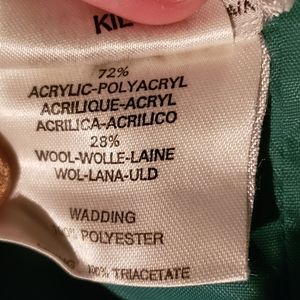 72%
ACRYLIC-POLYACRYL
ACRILIQUE-ACRYL
ACRILICA-ACRILICO
28%
WOOL-WOLLE-LAINE
WOL-LANA-ULD
WADDING
POLYESTER
100% TRIACETATE